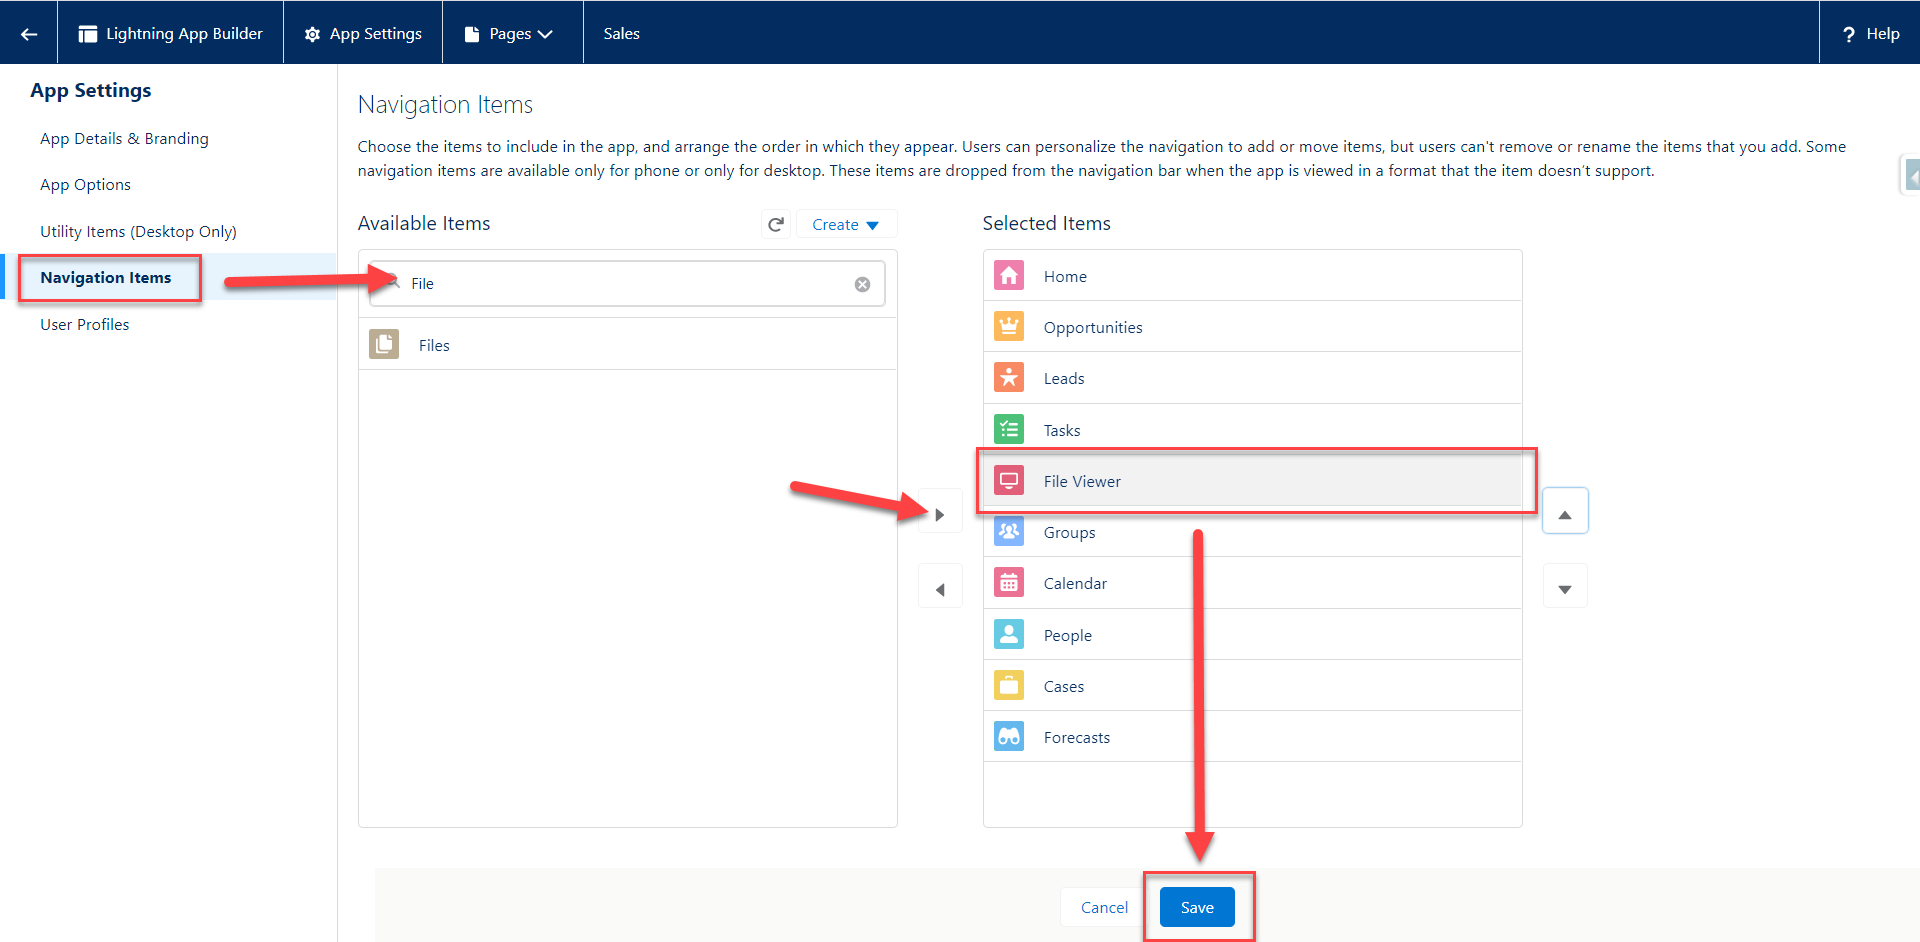 Lightning App Builder
App Settings
Pages
Sales
? Help
App Settings
App Details & Branding
App Options
Utility Items (Desktop Only)
Navigation Items
User Profiles
Navigation Items
Choose the items to include in the app, and arrange the order in which they appear. Users can personalize the navigation to add or move items, but users can't remove or rename the items that you add. Some
navigation items are available only for phone or only for desktop. These items are dropped from the navigation bar when the app is viewed in a format that the item doesn't support.
Available Items
Create
File
Files
Selected Items
Home
Opportunities
Leads
Tasks
File Viewer
Groups
Calendar
People
Cases
Forecasts
Cancel
Save